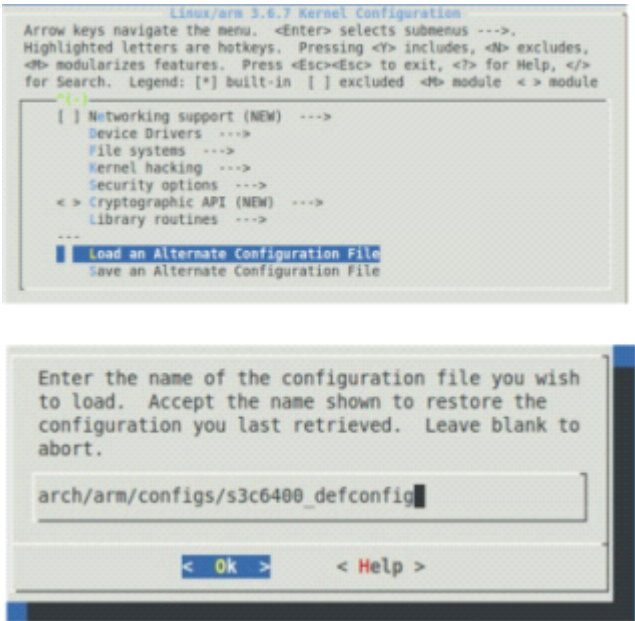 Linux/arm 3.6.7 Kernel Configuration
Arrow keys navigate the menu. <Enter> selects submenus --->.
Highlighted letters are hotkeys. Pressing <Y> includes, <N> excludes,
<M> modularizes features. Press <Esc><Esc> to exit, <?> for Help, </>
for Search. Legend: [*] built-in [ ] excluded <M> module < > module
^(-)
[ ] Networking support (NEW) --->
Device Drivers --->
File systems --->
Kernel hacking --->
Security options --->
< > Cryptographic API (NEW) --->
Library routines --->
---
Load an Alternate Configuration File
Save an Alternate Configuration File
Enter the name of the configuration file you wish
to load. Accept the name shown to restore the
configuration you last retrieved. Leave blank to
abort.
arch/arm/configs/s3c6400_defconfig
< Ok > < Help >